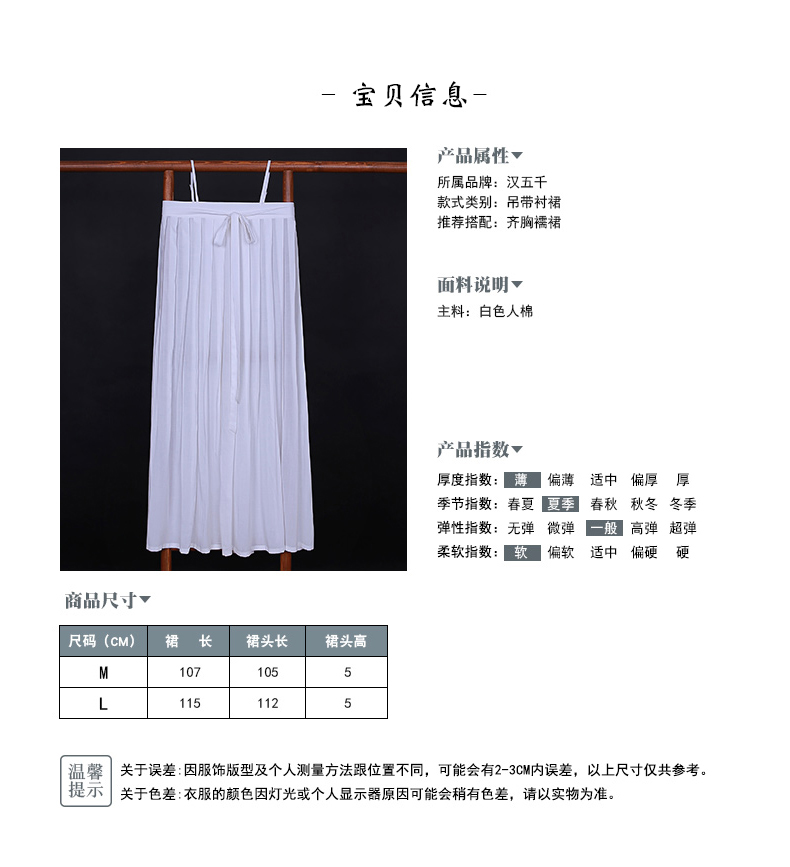 - 宝贝信息-
产品属性
所属品牌：汉五千
款式类别：吊带衬裙
推荐搭配：齐胸襦裙
面料说明
主料：白色人棉
产品指数
厚度指数： 薄 偏薄 适中 偏厚 厚
季节指数： 春夏 夏季 春秋 秋冬 冬季
弹性指数： 无弹 微弹 一般 高弹 超弹
柔软指数： 软 偏软 适中 偏硬 硬
商品尺寸
尺码（CM） 裙 长 裙头长 裙头高
M 107 105 5
L 115 112 5
温馨
提示
关于误差：因服饰版型及个人测量方法跟位置不同，可能会有2-3CM内误差，以上尺寸仅共参考。
关于色差：衣服的颜色因灯光或个人显示器原因可能会稍有色差，请以实物为准。